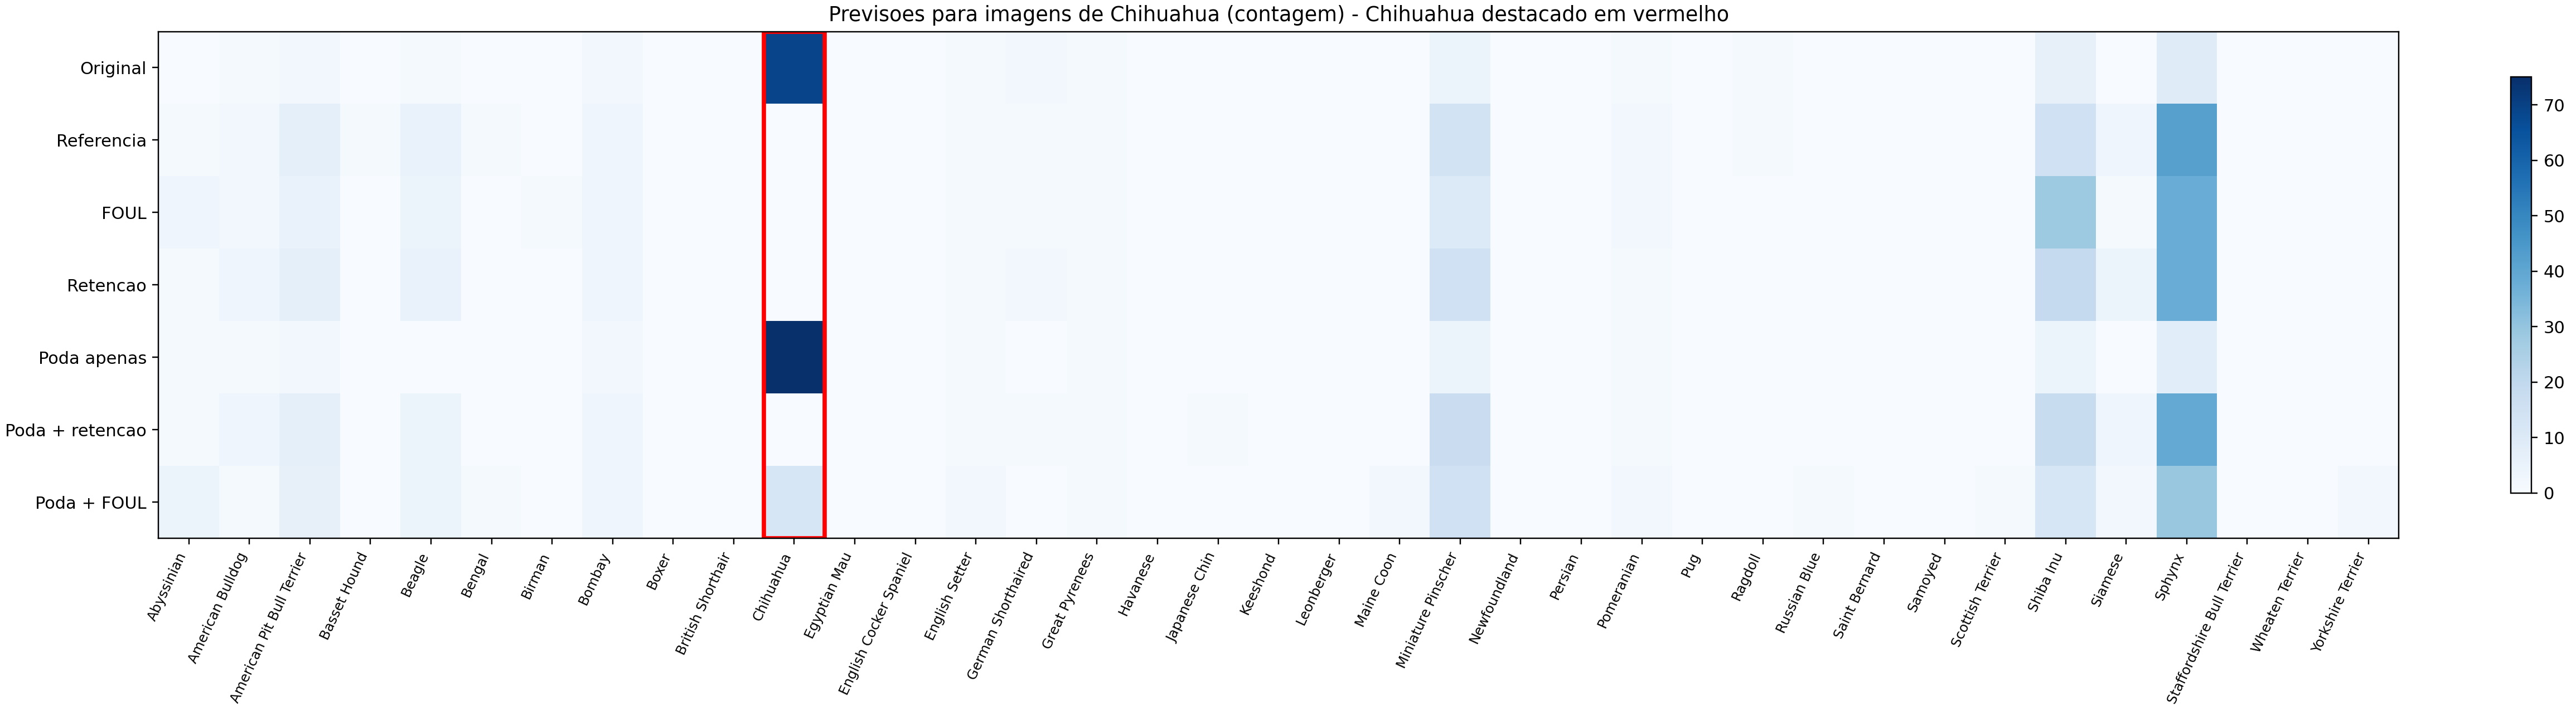 Previsoes para imagens de Chihuahua (contagem) - Chihuahua destacado em vermelho
Original
Referencia
FOUL
Retencao
Poda apenas
Poda + retencao
Poda + FOUL
70
60
50
40
30
20
10
0
Abyssinian
American Bulldog
American Pit Bull Terrier
Basset Hound
Beagle
Bengal
Birman
Bombay
Boxer
British Shorthair
Chihuahua
Egyptian Mau
English Cocker Spaniel
English Setter
German Shorthaired
Great Pyrenees
Havanese
Japanese Chin
Keeshond
Leonberger
Maine Coon
Miniature Pinscher
Newfoundland
Persian
Pomeranian
Pug
Ragdoll
Russian Blue
Saint Bernard
Samoyed
Scottish Terrier
Shiba Inu
Siamese
Sphynx
Staffordshire Bull Terrier
Wheaten Terrier
Yorkshire Terrier